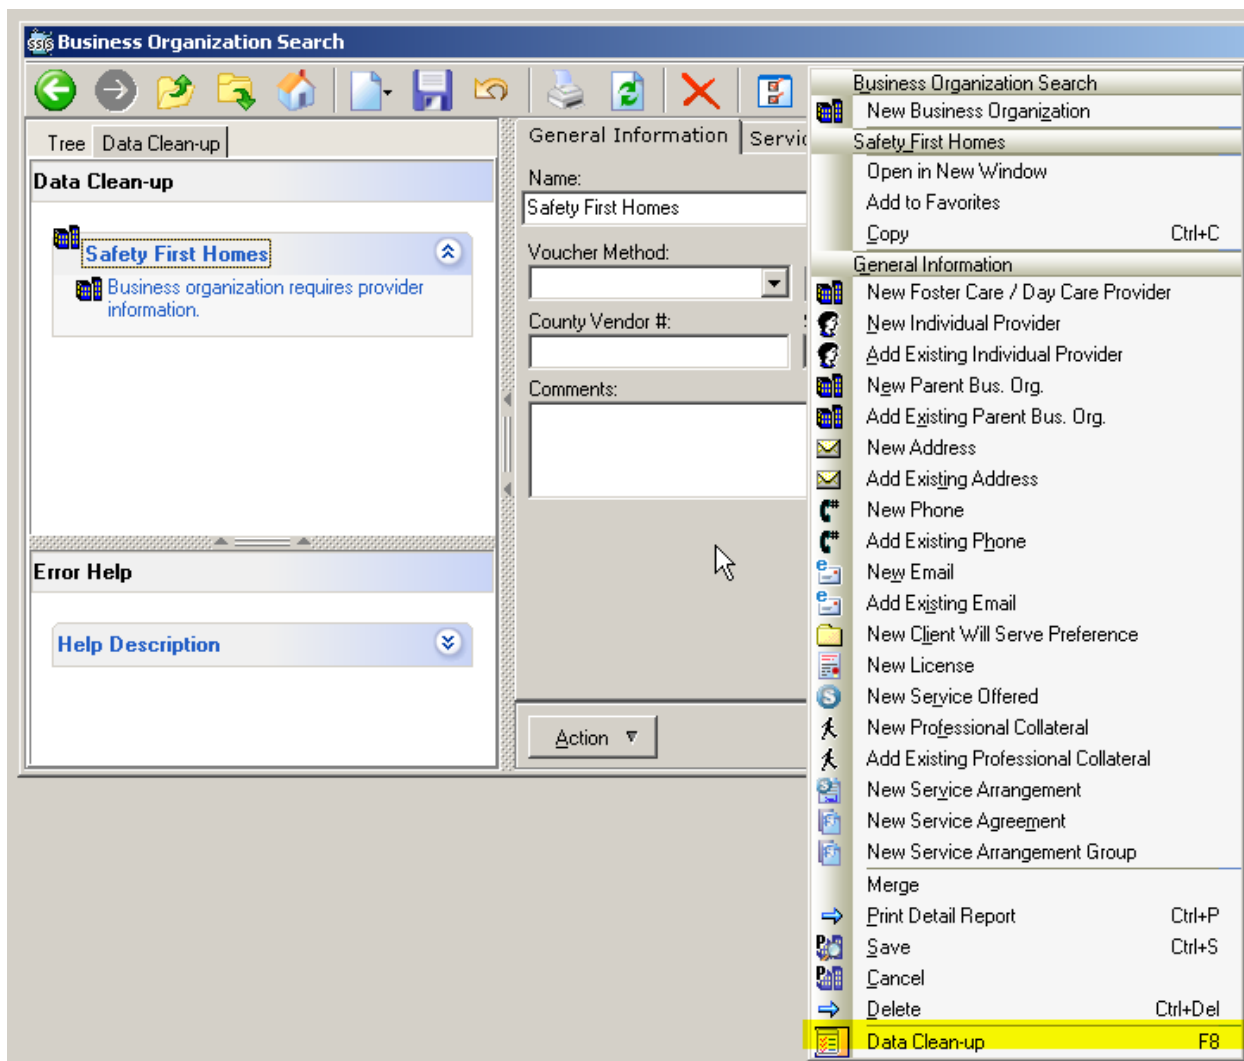 Business Organization Search
Tree Data Clean-up
Data Clean-up
Safety First Homes
Business organization requires provider
information.
Error Help
Help Description
General Information
Name:
Safety First Homes
Voucher Method:
County Vendor #:
Comments:
Action
Business Organization Search
New Business Organization
Safety First Homes
Open in New Window
Add to Favorites
Copy Ctrl+C
General Information
New Foster Care / Day Care Provider
New Individual Provider
Add Existing Individual Provider
New Parent Bus. Org.
Add Existing Parent Bus. Org.
New Address
Add Existing Address
New Phone
Add Existing Phone
New Email
Add Existing Email
New Client Will Serve Preference
New License
New Service Offered
New Professional Collateral
Add Existing Professional Collateral
New Service Arrangement
New Service Agreement
New Service Arrangement Group
Merge
Print Detail Report Ctrl+P
Save Ctrl+S
Cancel
Delete Ctrl+Del
Data Clean-up F8